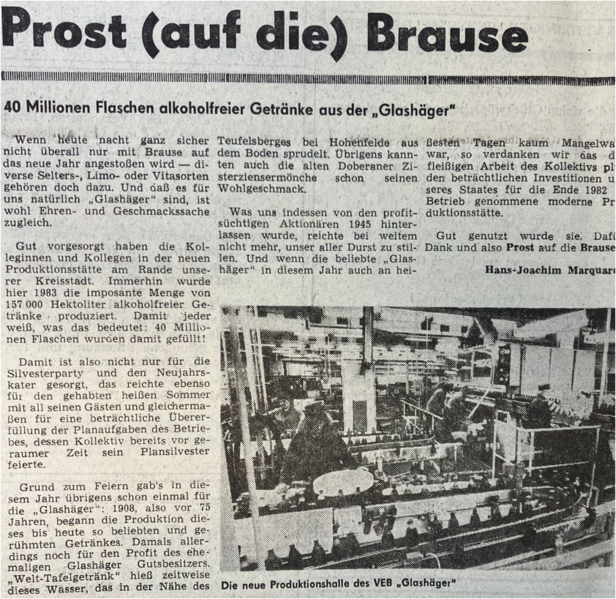 Prost (auf die) Brause
40 Millionen Flaschen alkoholfreier Getränke aus der „Glashäger“
Wenn heute nacht ganz sicher
nicht überall nur mit Brause auf
das neue Jahr angestoßen wird — di-
verse Selters-, Limo- oder Vitasorten
gehören doch dazu. Und daß es für
uns natürlich „Glashäger“ sind, ist
wohl Ehren- und Geschmackssache
zugleich.
Gut vorgesorgt haben die Kol-
leginnen und Kollegen in der neuen
Produktionsstätte am Rande unse-
rer Kreisstadt. Immerhin wurde
hier 1983 die imposante Menge von
157 000 Hektoliter alkoholfreier Ge-
tränke produziert. Damit jeder
weiß, was das bedeutet: 40 Millio-
nen Flaschen wurden damit gefüllt!
Damit ist also nicht nur für die
Silvesterparty und den Neujahrs-
kater gesorgt, das reichte ebenso
für den gehabten heißen Sommer
mit all seinen Gästen und gleicherma-
ßen für eine beträchtliche Übererfül-
lung der Planaufgaben des Betrie-
bes, dessen Kollektiv bereits vor ge-
raumer Zeit sein Plansilvester
feierte.
Grund zum Feiern gab's in die-
sem Jahr übrigens schon einmal für
die „Glashäger“: 1908, also vor 75
Jahren, begann die Produktion die-
ses bis heute so beliebten und ge-
rühmten Getränkes. Damals aller-
dings noch für den Profit des ehe-
maligen Glashäger Gutsbesitzers.
„Welt-Tafelgetränk“ hieß zeitweise
dieses Wasser, das in der Nähe des
Teufelsberges bei Hohenfelde aus
dem Boden sprudelt. Übrigens kann-
ten auch die alten Doberaner Zi-
sterziensermönche schon seinen
Wohlgeschmack.
Was uns indessen von den profit-
süchtigen Aktionären 1945 hinter-
lassen wurde, reichte bei weitem
nicht mehr, unser aller Durst zu stil-
len. Und wenn die beliebte „Glas-
häger“ in diesem Jahr auch an hei-
ßesten Tagen kaum Mangelwa
war, so verdanken wir das d
fleißigen Arbeit des Kollektivs pl
den beträchtlichen Investitionen u
seres Staates für die Ende 1982
Betrieb genommene moderne Pr
duktionsstätte.
Gut genutzt wurde sie. Dafü
Dank und also Prost auf die Brause
Hans-Joachim Marquard
Die neue Produktionshalle des VEB „Glashäger“